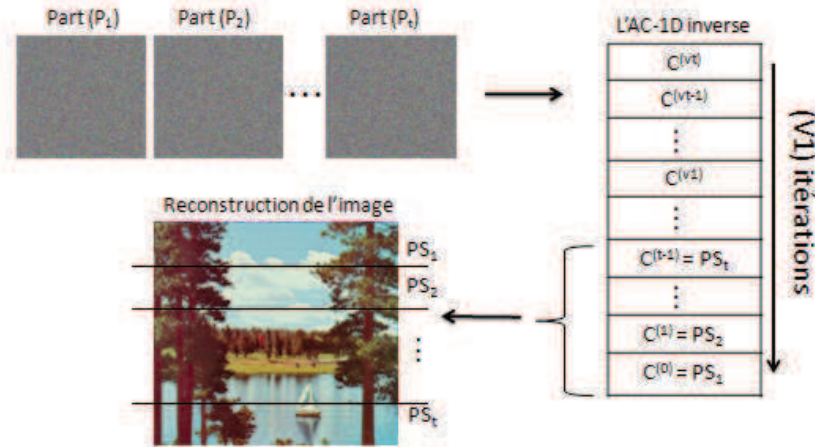 Part (P₁)
Part (P₂)
...
Part (Pₜ)
L'AC-1D inverse
C⁽ᵛᵗ⁾
C⁽ᵛᵗ⁻¹⁾
⋮
C⁽ᵛ¹⁾
⋮
C⁽ᵗ⁻¹⁾ = PSₜ
⋮
C⁽¹⁾ = PS₂
C⁽⁰⁾ = PS₁
(V1) itérations
Reconstruction de l'image
PS₁
PS₂
⋮
PSₜ